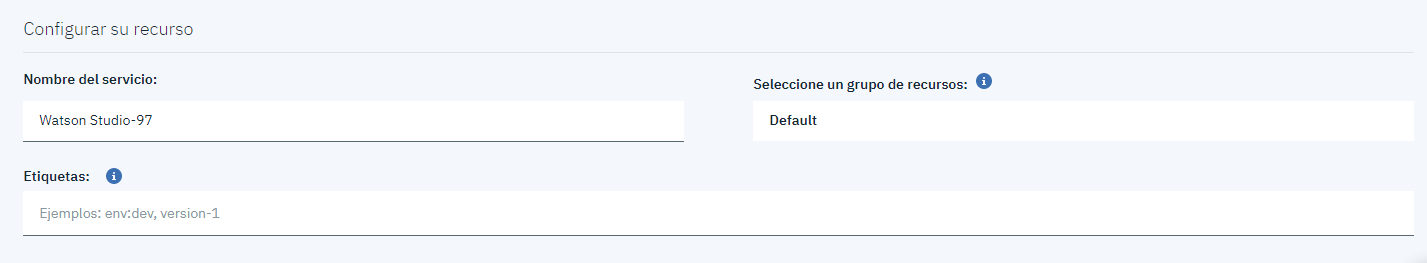 Configurar su recurso
Nombre del servicio:
Seleccione un grupo de recursos:
Watson Studio-97
Default
Etiquetas:
Ejemplos: env:dev, version-1